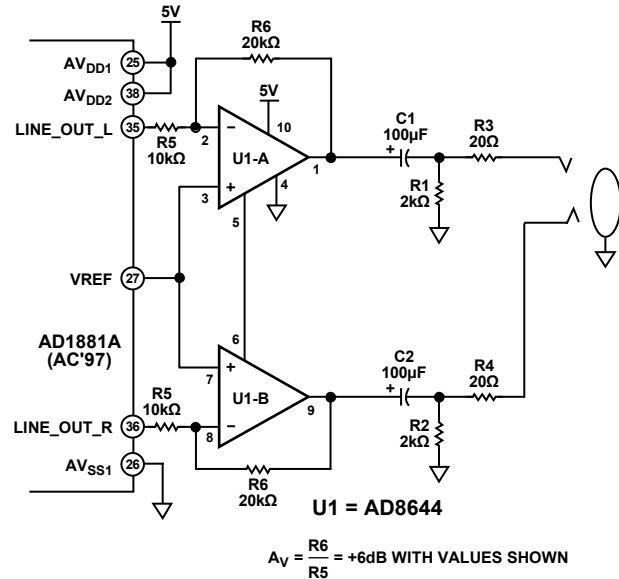 5V
R6
20kΩ
AVDD1
25
AVDD2
38
5V
LINE_OUT_L
35
R5
10kΩ
2
−
U1-A
10
1
4
+
3
5
C1
+
100µF
R3
20Ω
R1
2kΩ
VREF
27
AD1881A
(AC'97)
6
7
+
U1-B
9
C2
+
100µF
R4
20Ω
R5
10kΩ
LINE_OUT_R
36
8
−
R2
2kΩ
AVSS1
26
R6
20kΩ
U1 = AD8644
AV = R6/R5 = +6dB WITH VALUES SHOWN